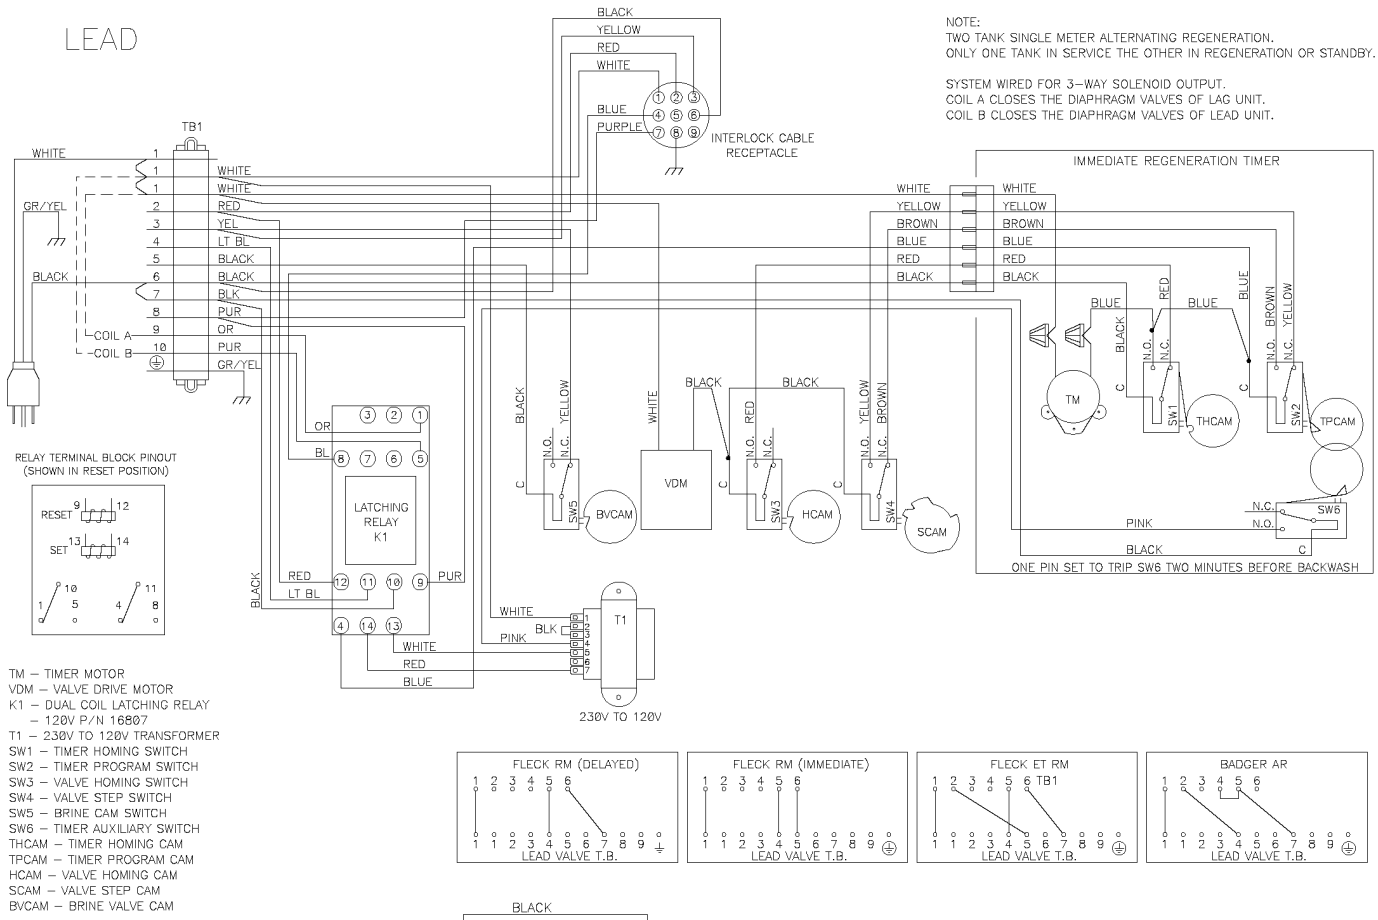 LEAD
NOTE:
TWO TANK SINGLE METER ALTERNATING REGENERATION.
ONLY ONE TANK IN SERVICE THE OTHER IN REGENERATION OR STANDBY.
SYSTEM WIRED FOR 3-WAY SOLENOID OUTPUT.
COIL A CLOSES THE DIAPHRAGM VALVES OF LAG UNIT.
COIL B CLOSES THE DIAPHRAGM VALVES OF LEAD UNIT.
BLACK
YELLOW
RED
WHITE
BLUE
PURPLE
1 2 3
4 5 6
7 8 9
INTERLOCK CABLE
RECEPTACLE
TB1
WHITE 1
1 WHITE
1 WHITE
2 RED
GR/YEL
3 YEL
4 LT BL
5 BLACK
BLACK 6 BLACK
7 BLK
8 PUR
COIL A 9 OR
COIL B 10 PUR
GR/YEL
IMMEDIATE REGENERATION TIMER
WHITE WHITE
YELLOW YELLOW
BROWN BROWN
BLUE BLUE
RED RED
BLACK BLACK
BLUE
BLACK
RED
BLUE
BLUE
BROWN
YELLOW
N.O.
N.C.
N.O.
N.C.
C
C
TM
SW1
THCAM
SW2
TPCAM
N.C.
N.O.
SW6
C
PINK
BLACK
ONE PIN SET TO TRIP SW6 TWO MINUTES BEFORE BACKWASH
BLACK
YELLOW
WHITE
BLACK
BLACK
RED
YELLOW
BROWN
N.O.
N.C.
N.O.
N.C.
N.O.
N.C.
C
C
C
SW5
BVCAM
VDM
SW3
HCAM
SW4
SCAM
3 2 1
OR
BL
8 7 6 5
LATCHING
RELAY
K1
BLACK
RED
LT BL
12 11 10 9
PUR
4 14 13
WHITE
RED
BLUE
WHITE
BLK
PINK
1
2
3
4
5
6
7
T1
230V TO 120V
RELAY TERMINAL BLOCK PINOUT
(SHOWN IN RESET POSITION)
RESET 9 12
SET 13 14
10 11
1 5 4 8
TM – TIMER MOTOR
VDM – VALVE DRIVE MOTOR
K1 – DUAL COIL LATCHING RELAY
– 120V P/N 16807
T1 – 230V TO 120V TRANSFORMER
SW1 – TIMER HOMING SWITCH
SW2 – TIMER PROGRAM SWITCH
SW3 – VALVE HOMING SWITCH
SW4 – VALVE STEP SWITCH
SW5 – BRINE CAM SWITCH
SW6 – TIMER AUXILIARY SWITCH
THCAM – TIMER HOMING CAM
TPCAM – TIMER PROGRAM CAM
HCAM – VALVE HOMING CAM
SCAM – VALVE STEP CAM
BVCAM – BRINE VALVE CAM
FLECK RM (DELAYED)
1 2 3 4 5 6
1 1 2 3 4 5 6 7 8 9
LEAD VALVE T.B.
FLECK RM (IMMEDIATE)
1 2 3 4 5 6
1 1 2 3 4 5 6 7 8 9
LEAD VALVE T.B.
FLECK ET RM
1 2 3 4 5 6 TB1
1 1 2 3 4 5 6 7 8 9
LEAD VALVE T.B.
BADGER AR
1 2 3 4 5 6
1 1 2 3 4 5 6 7 8 9
LEAD VALVE T.B.
BLACK